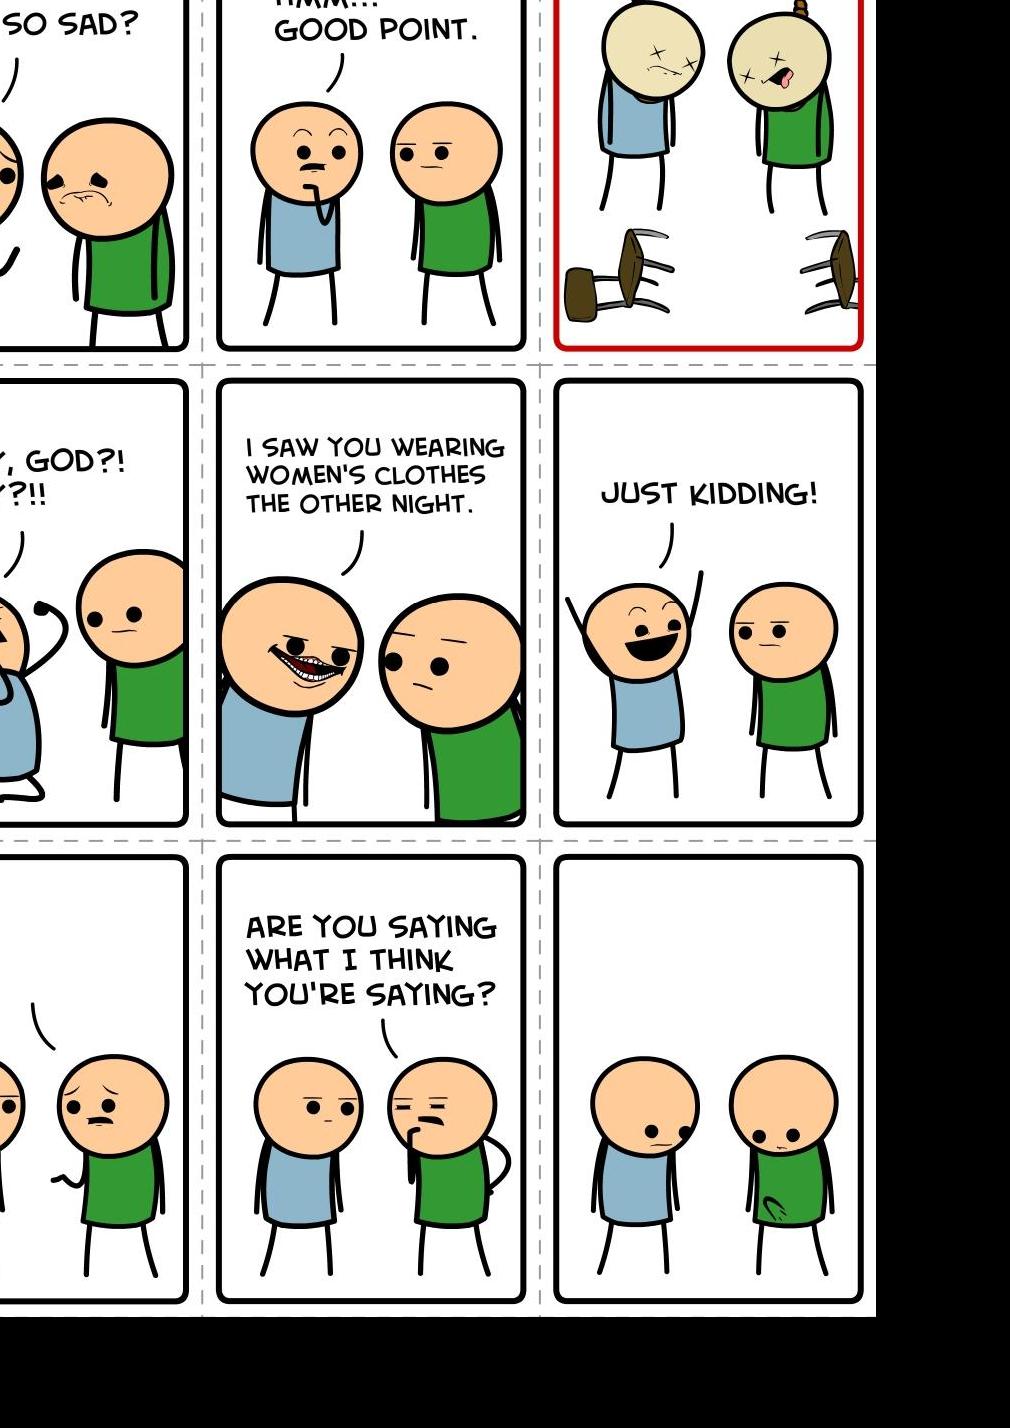 SO SAD?
HMM...
GOOD POINT.
, GOD?!
?!!
I SAW YOU WEARING
WOMEN'S CLOTHES
THE OTHER NIGHT.
JUST KIDDING!
ARE YOU SAYING
WHAT I THINK
YOU'RE SAYING?